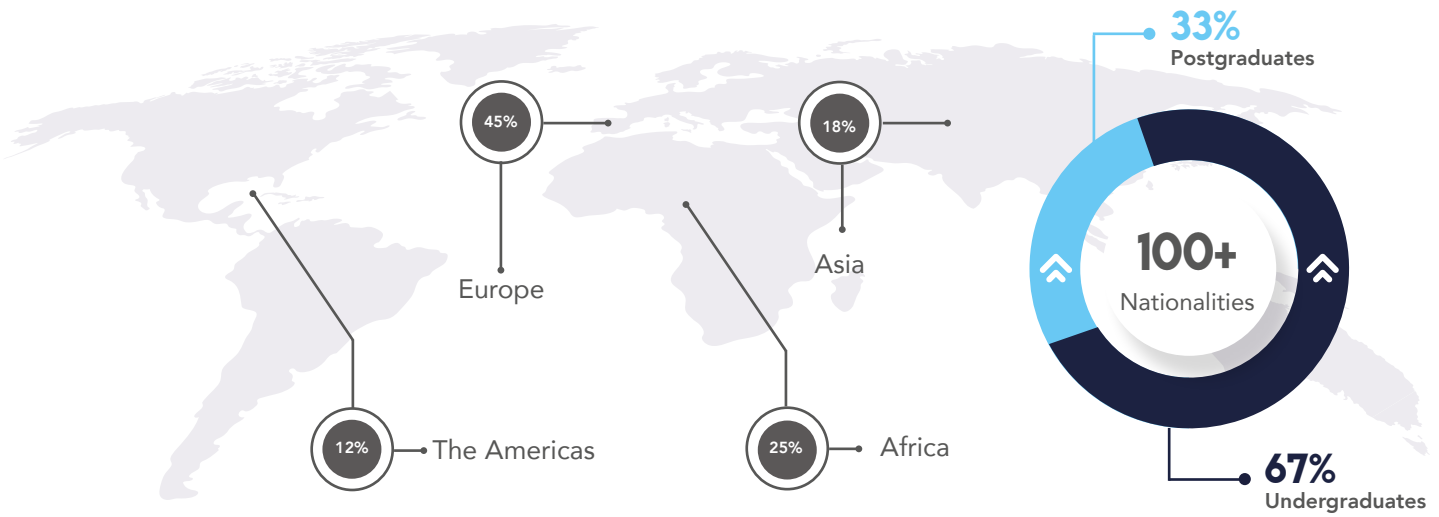 33%
Postgraduates
45%
18%
100+
Nationalities
Asia
Europe
12%
The Americas
25%
Africa
67%
Undergraduates